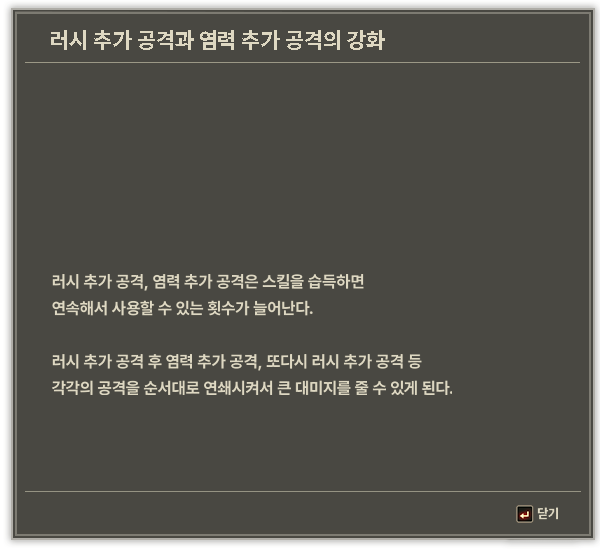 러시 추가 공격과 염력 추가 공격의 강화
러시 추가 공격, 염력 추가 공격은 스킬을 습득하면
연속해서 사용할 수 있는 횟수가 늘어난다.
러시 추가 공격 후 염력 추가 공격, 또다시 러시 추가 공격 등
각각의 공격을 순서대로 연쇄시켜서 큰 대미지를 줄 수 있게 된다.
닫기